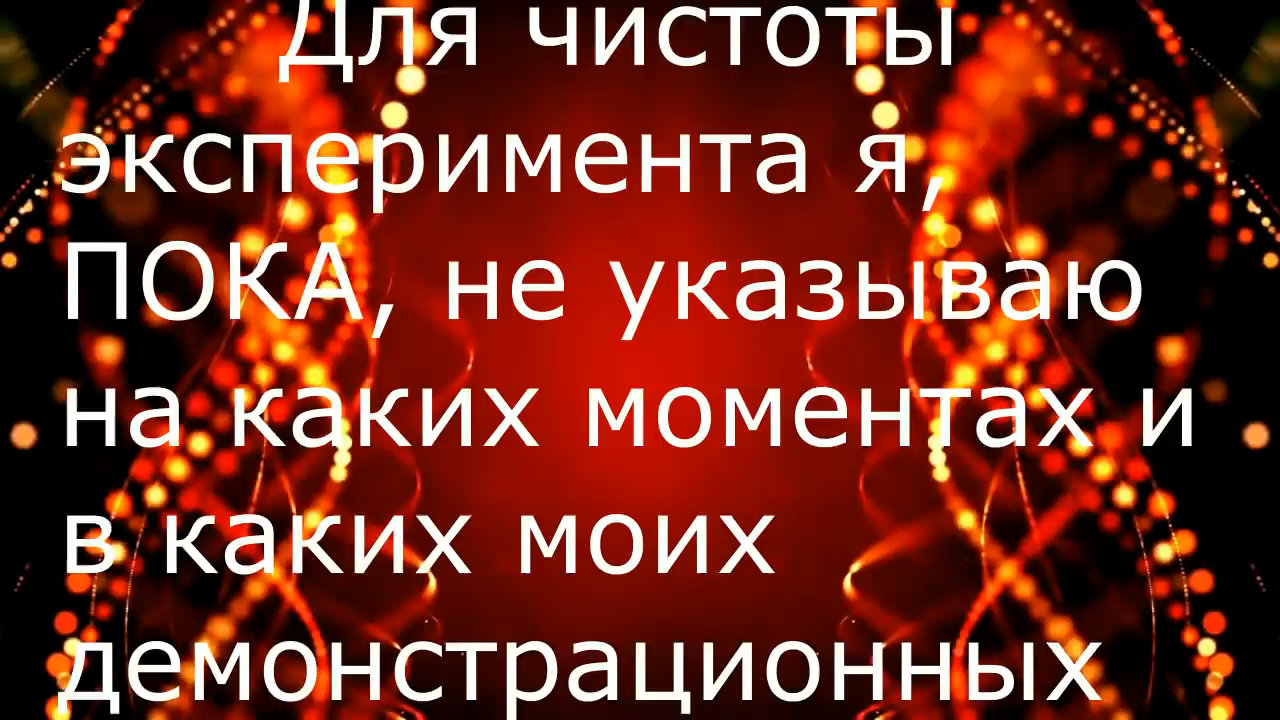 Для чистоты
эксперимента я,
ПОКА, не указываю
на каких моментах и
в каких моих
демонстрационных